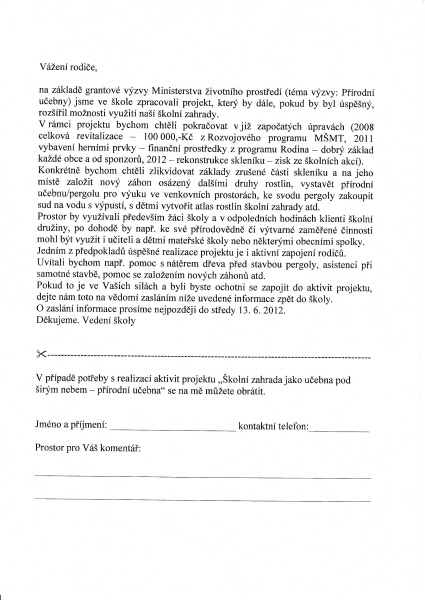 Vážení rodiče,
na základě grantové výzvy Ministerstva životního prostředí (téma výzvy: Přírodní
učebny) jsme ve škole zpracovali projekt, který by dále, pokud by byl úspěšný,
rozšířil možnosti využití naší školní zahrady.
V rámci projektu bychom chtěli pokračovat v již započatých úpravách (2008
celková revitalizace – 100 000,-Kč z Rozvojového programu MŠMT, 2011
vybavení herními prvky – finanční prostředky z programu Rodina – dobrý základ
každé obce a od sponzorů, 2012 – rekonstrukce skleníku – zisk ze školních akcí).
Konkrétně bychom chtěli zlikvidovat základy zrušené části skleníku a na jeho
místě založit nový záhon osázený dalšími druhy rostlin, vystavět přírodní
učebnu/pergolu pro výuku ve venkovních prostorách, ke svodu pergoly zakoupit
sud na vodu s výpustí, s dětmi vytvořit atlas rostlin školní zahrady atd.
Prostor by využívali především žáci školy a v odpoledních hodinách klienti školní
družiny, po dohodě by např. ke své přírodovědně či výtvarně zaměřené činnosti
mohl být využit i učiteli a dětmi mateřské školy nebo některými obecními spolky.
Jedním z předpokladů úspěšné realizace projektu je i aktivní zapojení rodičů.
Uvítali bychom např. pomoc s nátěrem dřeva před stavbou pergoly, asistenci při
samotné stavbě, pomoc se založením nových záhonů atd.
Pokud to je ve Vašich silách a byli byste ochotni se zapojit do aktivit projektu,
dejte nám toto na vědomí zasláním níže uvedené informace zpět do školy.
O zaslání informace prosíme nejpozději do středy 13. 6. 2012.
Děkujeme. Vedení školy
V případě potřeby s realizací aktivit projektu „Školní zahrada jako učebna pod
širým nebem – přírodní učebna“ se na mě můžete obrátit.
Jméno a příjmení: __________________________ kontaktní telefon:____________
Prostor pro Váš komentář: